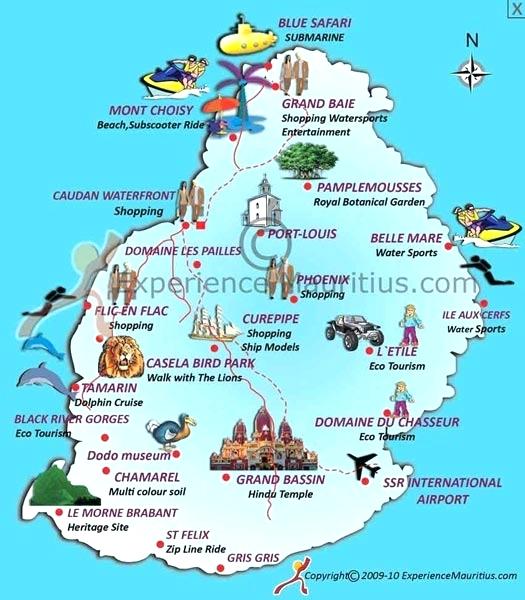 X
BLUE SAFARI
SUBMARINE
N
MONT CHOISY
Beach,Subscooter Ride
GRAND BAIE
Shopping Watersports
Entertainment
PAMPLEMOUSSES
Royal Botanical Garden
CAUDAN WATERFRONT
Shopping
PORT-LOUIS
BELLE MARE
Water Sports
DOMAINE LES PAILLES
©
ExperienceMauritius.com
PHOENIX
Shopping
FLIC EN FLAC
Shopping
CUREPIPE
Shopping
Ship Models
ILE AUX CERFS
Water Sports
L`ETILE
Eco Tourism
CASELA BIRD PARK
Walk with The Lions
TAMARIN
Dolphin Cruise
BLACK RIVER GORGES
Eco Tourism
DOMAINE DU CHASSEUR
Eco Tourism
Dodo museum
CHAMAREL
Multi colour soil
GRAND BASSIN
Hindu Temple
SSR INTERNATIONAL
AIRPORT
LE MORNE BRABANT
Heritage Site
ST FELIX
Zip Line Ride
GRIS GRIS
Copyright© 2009-10 ExperienceMauritius.com